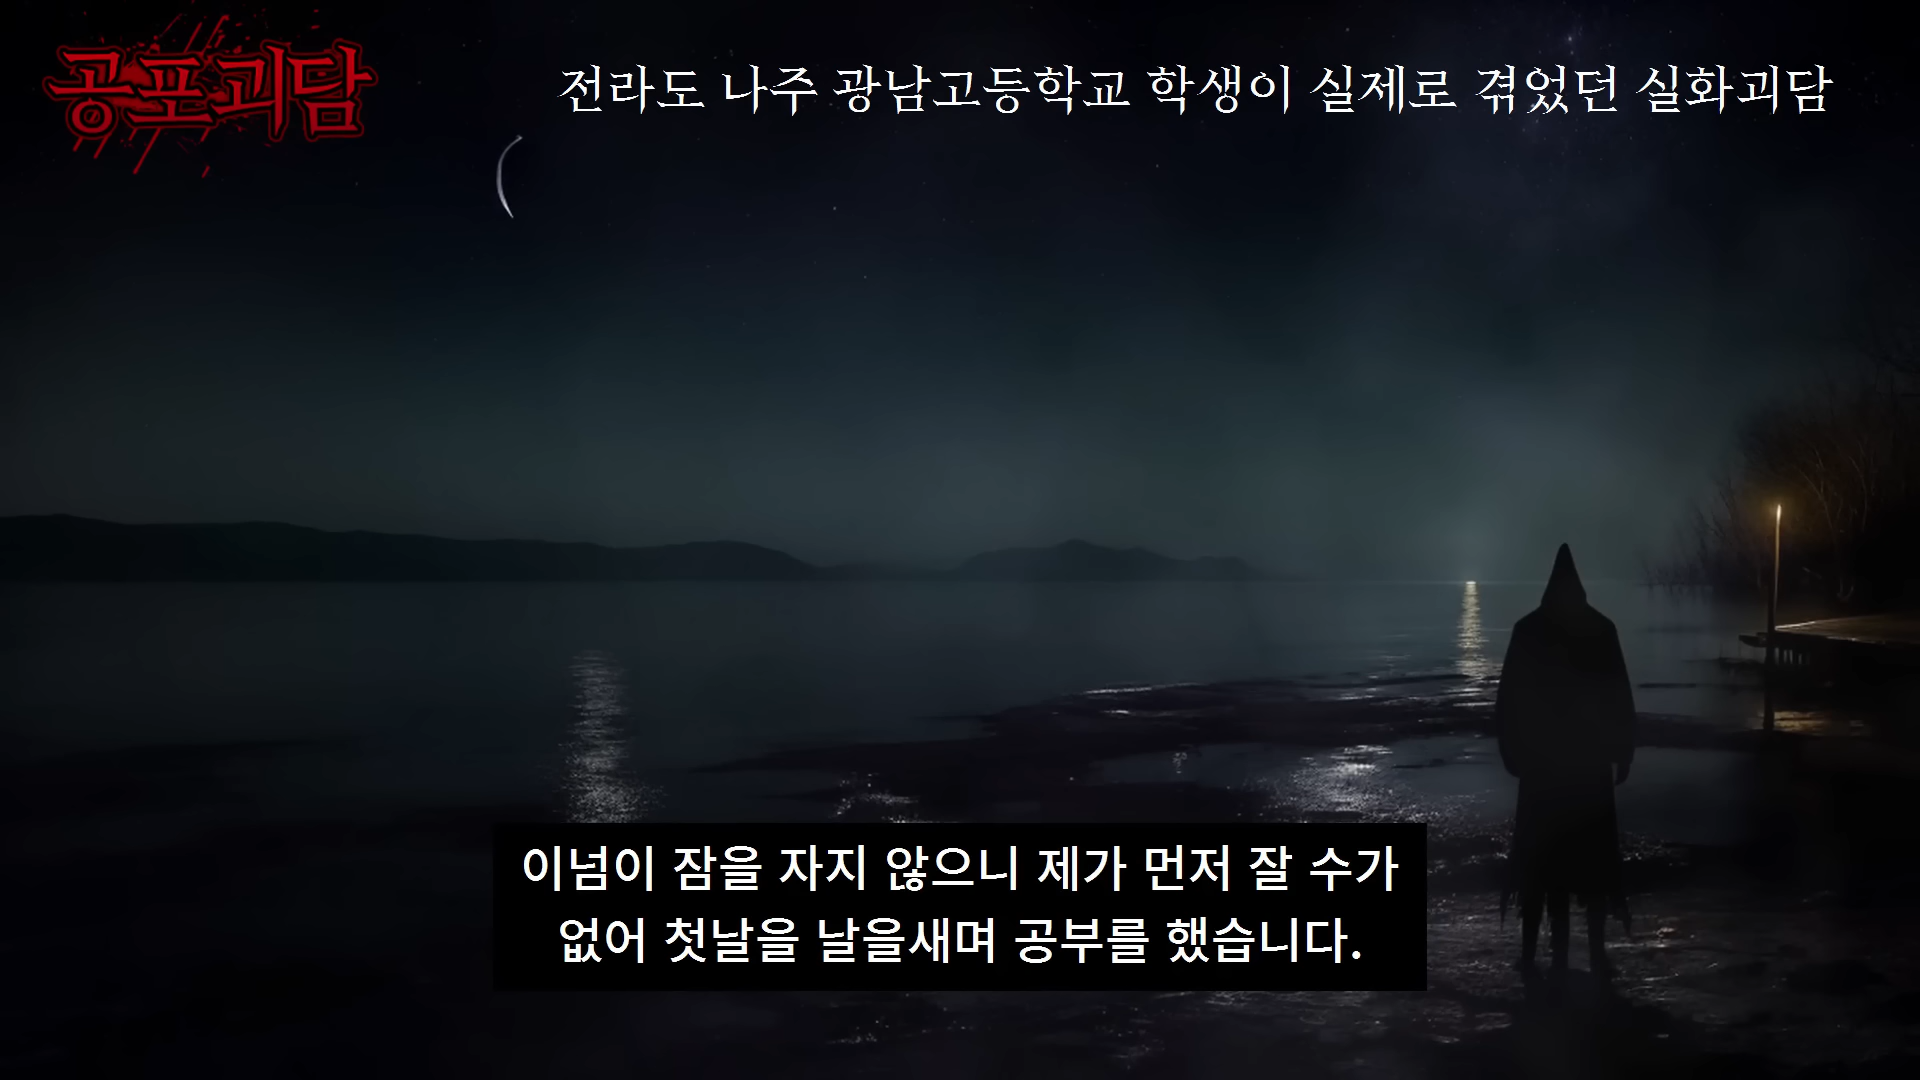 공포괴담
전라도 나주 광남고등학교 학생이 실제로 겪었던 실화괴담
이넘이 잠을 자지 않으니 제가 먼저 잘 수가
없어 첫날을 날을새며 공부를 했습니다.